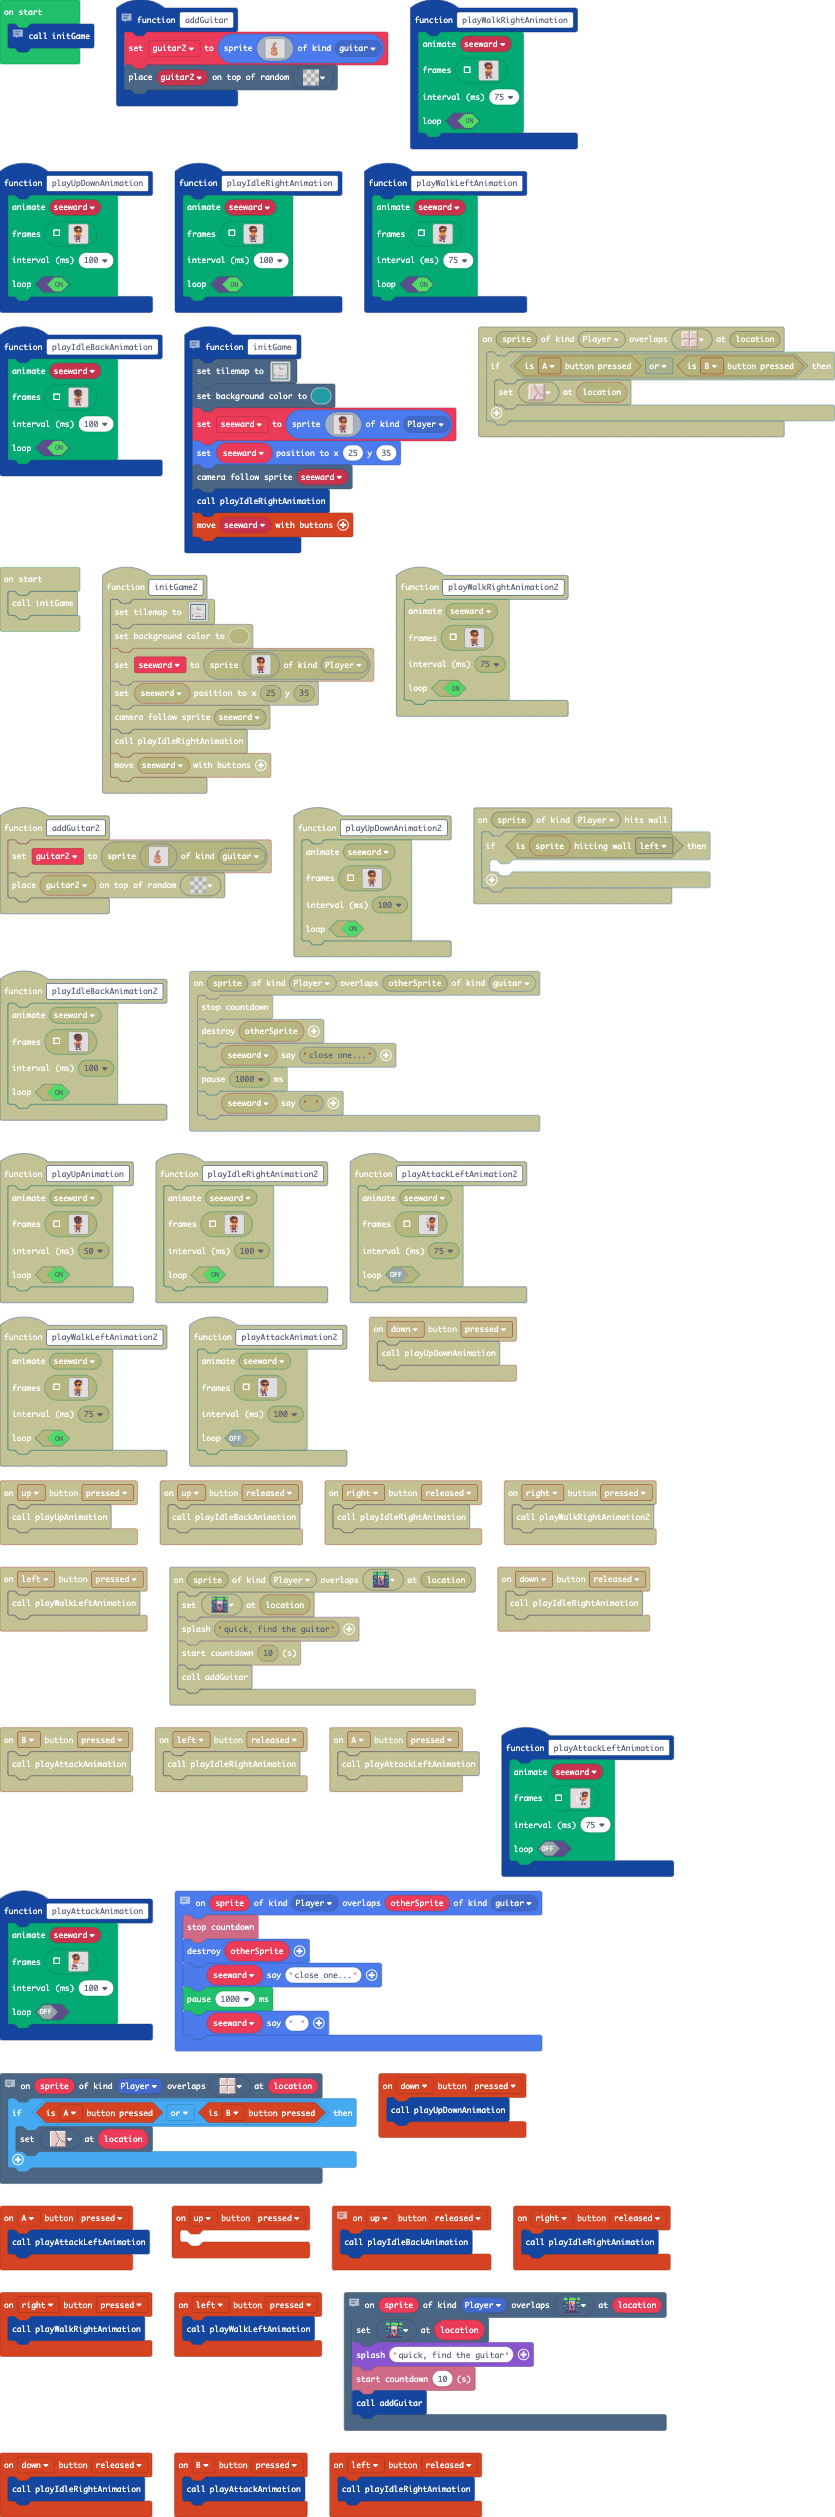 on start
call initGame
function addGuitar
set guitar2 to sprite of kind guitar
place guitar2 on top of random
function playWalkRightAnimation
animate seeward
frames
interval (ms) 75
loop ON
function playUpDownAnimation
animate seeward
frames
interval (ms) 100
loop ON
function playIdleRightAnimation
animate seeward
frames
interval (ms) 100
loop ON
function playWalkLeftAnimation
animate seeward
frames
interval (ms) 75
loop ON
function playIdleBackAnimation
animate seeward
frames
interval (ms) 100
loop ON
function initGame
set tilemap to
set background color to
set seeward to sprite of kind Player
set seeward position to x 25 y 35
camera follow sprite seeward
call playIdleRightAnimation
move seeward with buttons
on sprite of kind Player overlaps at location
if is A button pressed or is B button pressed then
set at location
on start
call initGame
function initGame2
set tilemap to
set background color to
set seeward to sprite of kind Player
set seeward position to x 25 y 35
camera follow sprite seeward
call playIdleRightAnimation
move seeward with buttons
function playWalkRightAnimation2
animate seeward
frames
interval (ms) 75
loop ON
function addGuitar2
set guitar2 to sprite of kind guitar
place guitar2 on top of random
function playUpDownAnimation2
animate seeward
frames
interval (ms) 100
loop ON
on sprite of kind Player hits wall
if is sprite hitting wall left then
function playIdleBackAnimation2
animate seeward
frames
interval (ms) 100
loop ON
on sprite of kind Player overlaps otherSprite of kind guitar
stop countdown
destroy otherSprite
seeward say "close one..."
pause 1000 ms
seeward say " "
function playUpAnimation
animate seeward
frames
interval (ms) 50
loop ON
function playIdleRightAnimation2
animate seeward
frames
interval (ms) 100
loop ON
function playAttackLeftAnimation2
animate seeward
frames
interval (ms) 75
loop OFF
function playWalkLeftAnimation2
animate seeward
frames
interval (ms) 75
loop ON
function playAttackAnimation2
animate seeward
frames
interval (ms) 100
loop OFF
on down button pressed
call playUpDownAnimation
on up button pressed
call playUpAnimation
on up button released
call playIdleBackAnimation
on right button released
call playIdleRightAnimation
on right button pressed
call playWalkRightAnimation2
on left button pressed
call playWalkLeftAnimation
on sprite of kind Player overlaps at location
set at location
splash "quick, find the guitar"
start countdown 10 (s)
call addGuitar
on down button released
call playIdleRightAnimation
on B button pressed
call playAttackAnimation
on left button released
call playIdleRightAnimation
on A button pressed
call playAttackLeftAnimation
function playAttackLeftAnimation
animate seeward
frames
interval (ms) 75
loop OFF
function playAttackAnimation
animate seeward
frames
interval (ms) 100
loop OFF
on sprite of kind Player overlaps otherSprite of kind guitar
stop countdown
destroy otherSprite
seeward say "close one..."
pause 1000 ms
seeward say " "
on sprite of kind Player overlaps at location
if is A button pressed or is B button pressed then
set at location
on down button pressed
call playUpDownAnimation
on A button pressed
call playAttackLeftAnimation
on up button pressed
on up button released
call playIdleBackAnimation
on right button released
call playIdleRightAnimation
on right button pressed
call playWalkRightAnimation
on left button pressed
call playWalkLeftAnimation
on sprite of kind Player overlaps at location
set at location
splash "quick, find the guitar"
start countdown 10 (s)
call addGuitar
on down button released
call playIdleRightAnimation
on B button pressed
call playAttackAnimation
on left button released
call playIdleRightAnimation